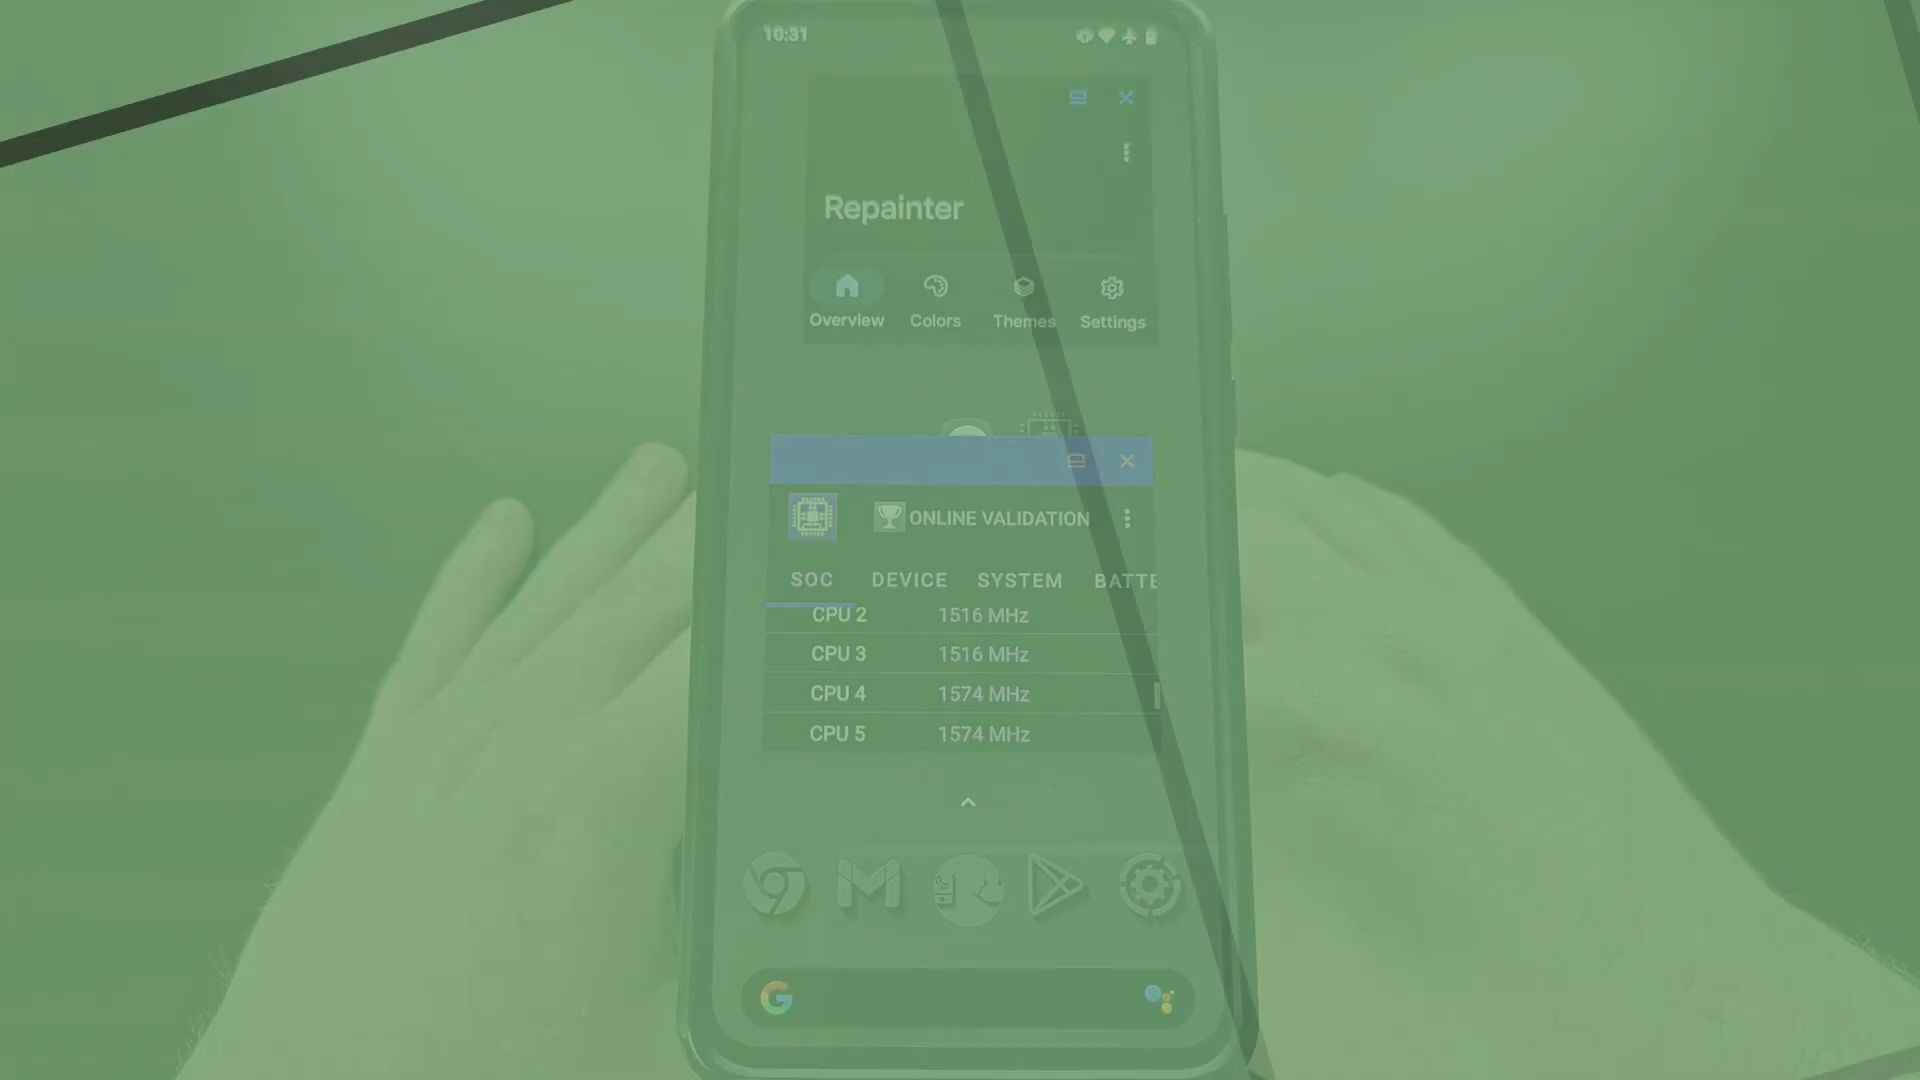 10:31
Repainter
Overview Colors Themes Settings
ONLINE VALIDATION
SOC DEVICE SYSTEM BATTE
CPU 2 1516 MHz
CPU 3 1516 MHz
CPU 4 1574 MHz
CPU 5 1574 MHz